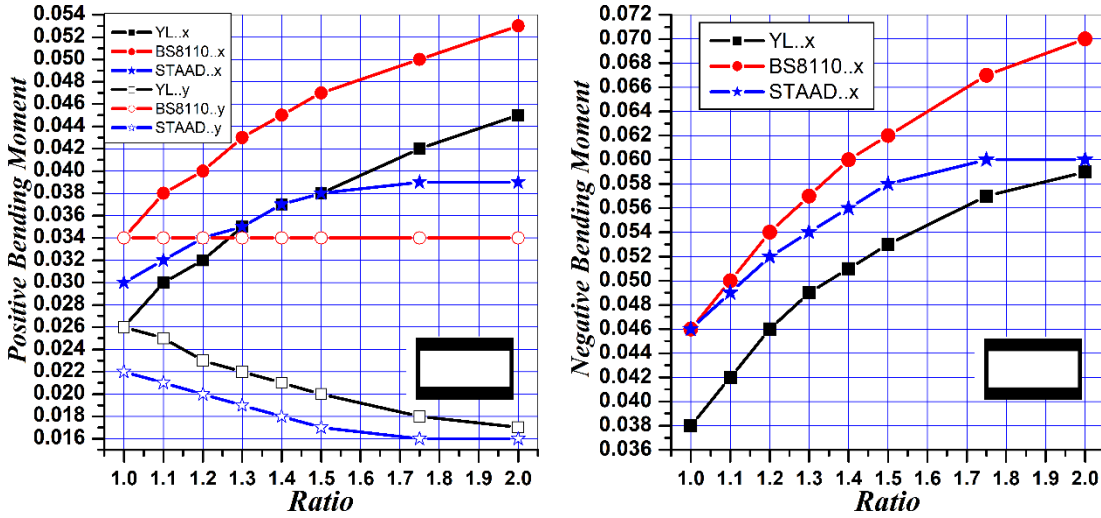 Positive Bending Moment
0.054
0.052
0.050
0.048
0.046
0.044
0.042
0.040
0.038
0.036
0.034
0.032
0.030
0.028
0.026
0.024
0.022
0.020
0.018
0.016
YL..x
BS8110..x
STAAD..x
YL..y
BS8110..y
STAAD..y
1.0 1.1 1.2 1.3 1.4 1.5 1.6 1.7 1.8 1.9 2.0
Ratio
Negative Bending Moment
0.072
0.070
0.068
0.066
0.064
0.062
0.060
0.058
0.056
0.054
0.052
0.050
0.048
0.046
0.044
0.042
0.040
0.038
0.036
YL..x
BS8110..x
STAAD..x
1.0 1.1 1.2 1.3 1.4 1.5 1.6 1.7 1.8 1.9 2.0
Ratio